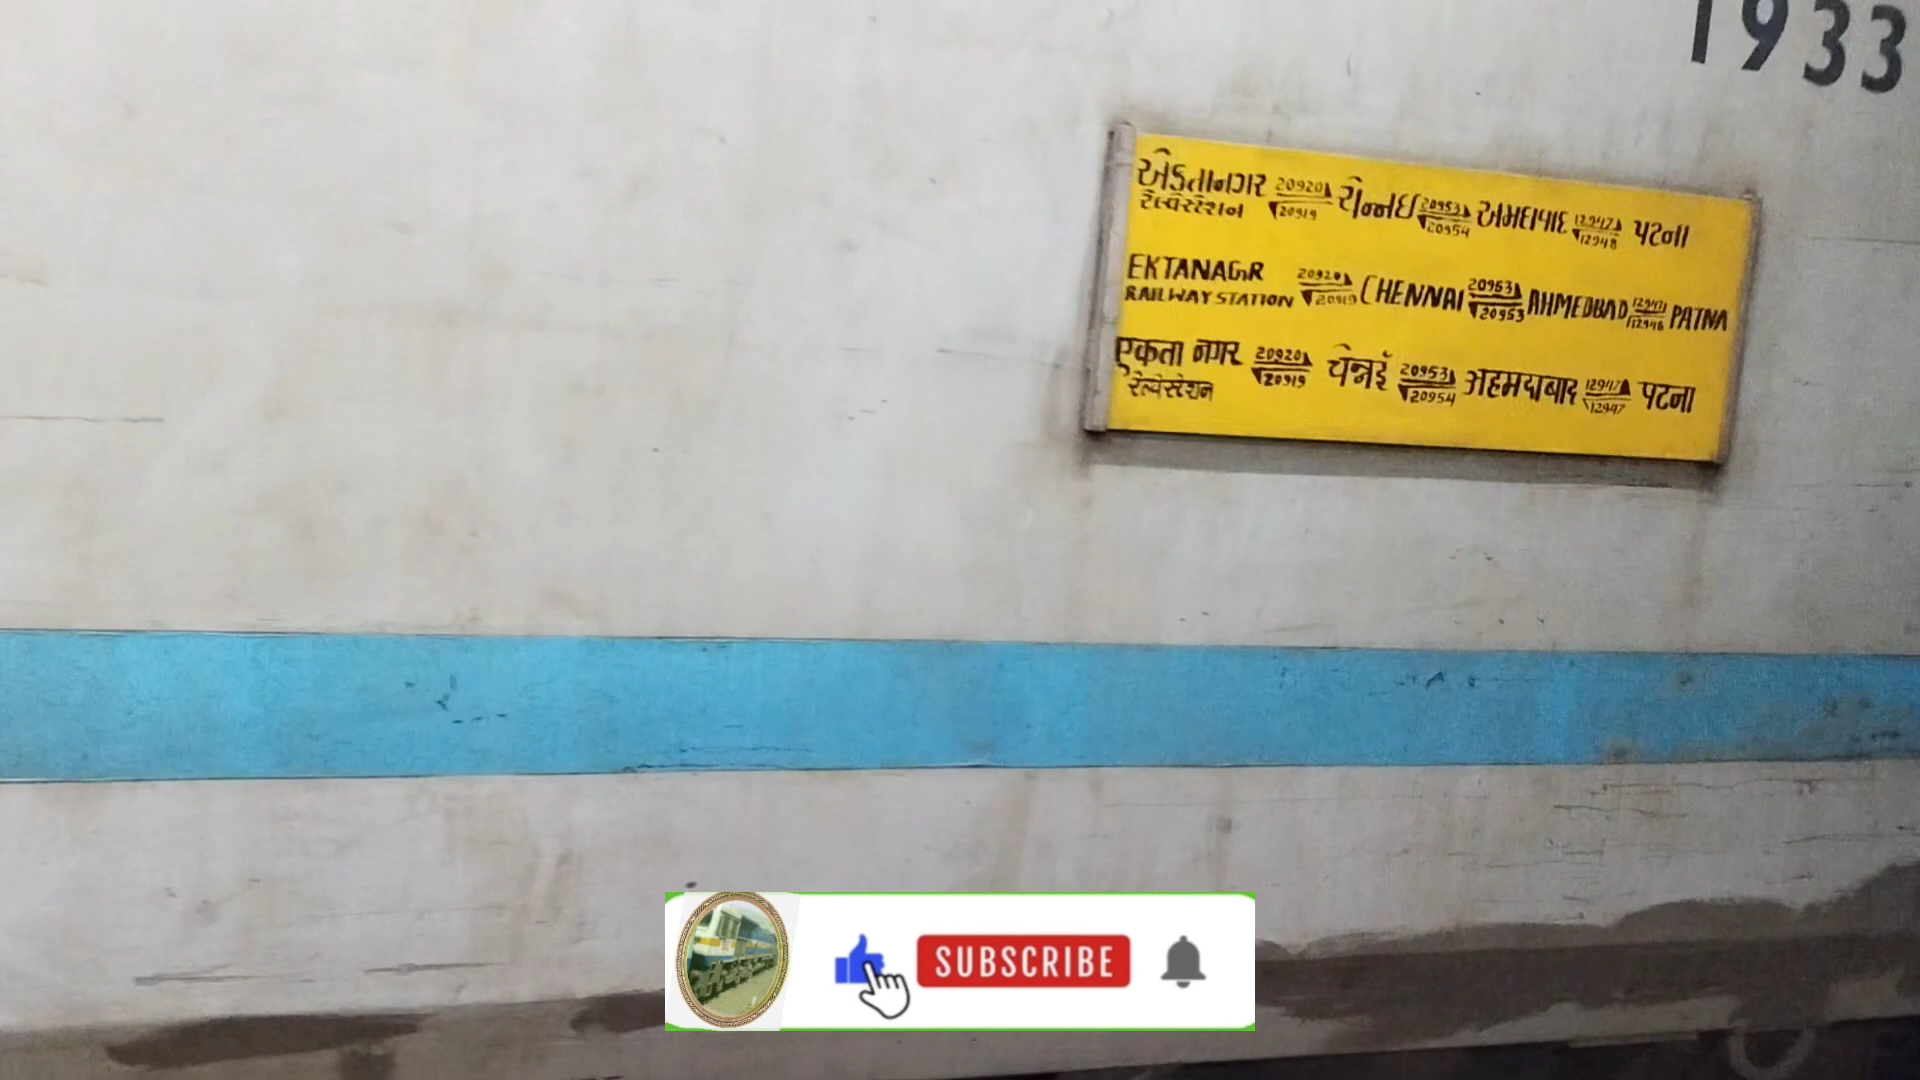 1933
એકતાનગર 20920 ચેન્નઇ 20953 અમદાવાદ 12947 પટના
રેલ્વેસ્ટેશન 20919 20954 12948
EKTANAGR 20920 CHENNAI 20953 AHMEDBAD 12947 PATNA
RAILWAY STATION 20919 20953 12948
एकता नगर 20920 चेन्नई 20953 अहमदाबाद 12947 पटना
रेल्वेस्टेशन 20919 20954 12947
SUBSCRIBE